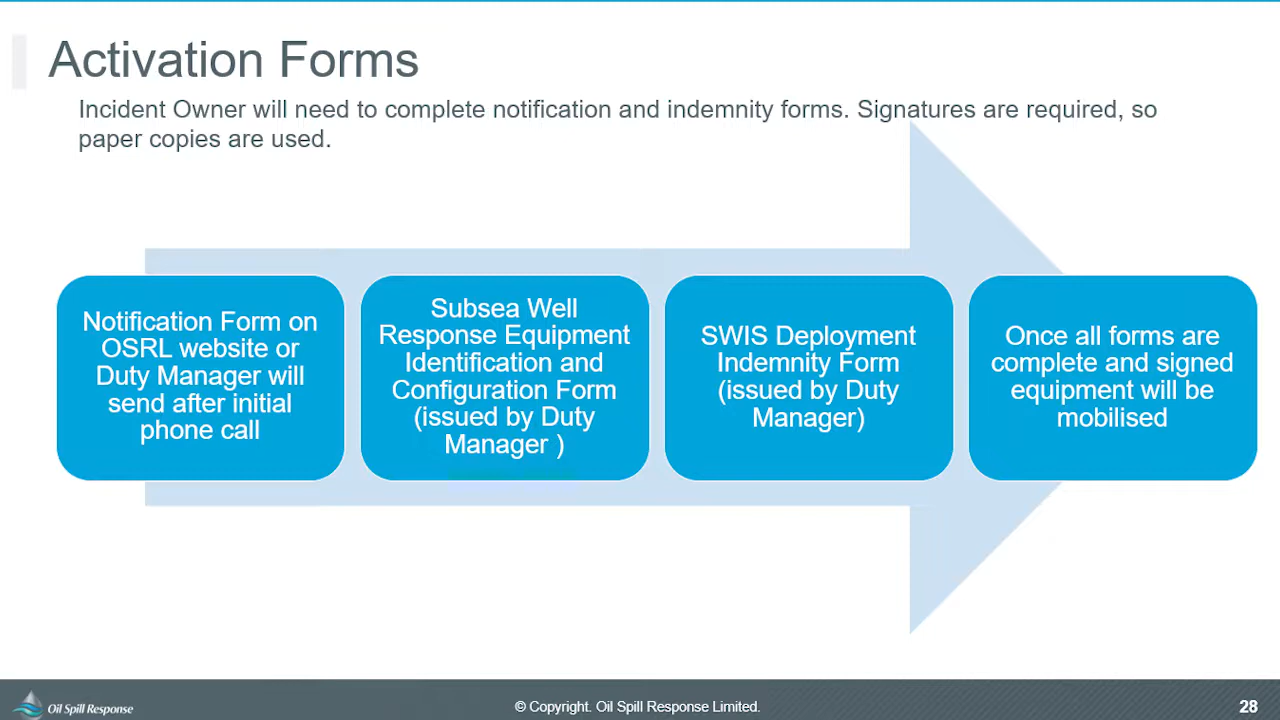 Activation Forms
Incident Owner will need to complete notification and indemnity forms. Signatures are required, so
paper copies are used.
Notification Form on
OSRL website or
Duty Manager will
send after initial
phone call
Subsea Well
Response Equipment
Identification and
Configuration Form
(issued by Duty
Manager )
SWIS Deployment
Indemnity Form
(issued by Duty
Manager)
Once all forms are
complete and signed
equipment will be
mobilised
Oil Spill Response
© Copyright. Oil Spill Response Limited.
28